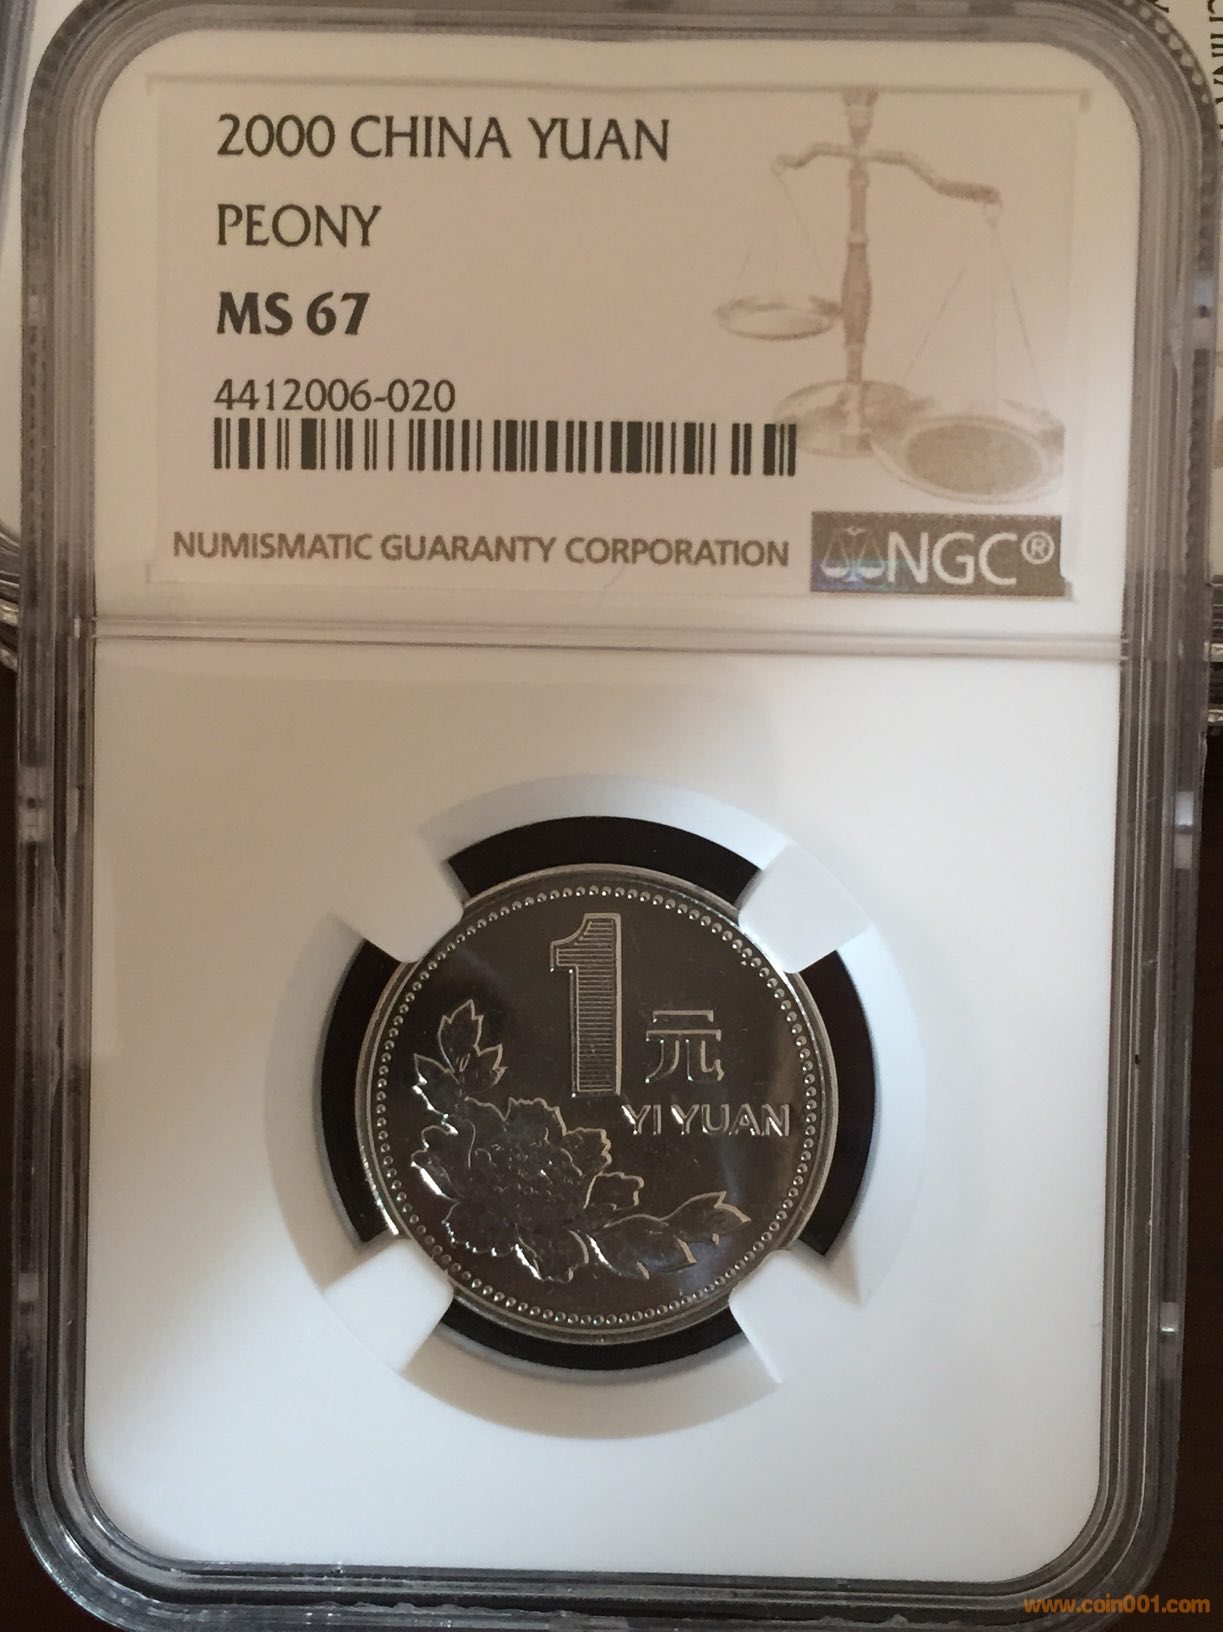 2000 CHINA YUAN
PEONY
MS 67
4412006-020
NUMISMATIC GUARANTY CORPORATION
NGC®
1 元
YI YUAN
www.coin001.com